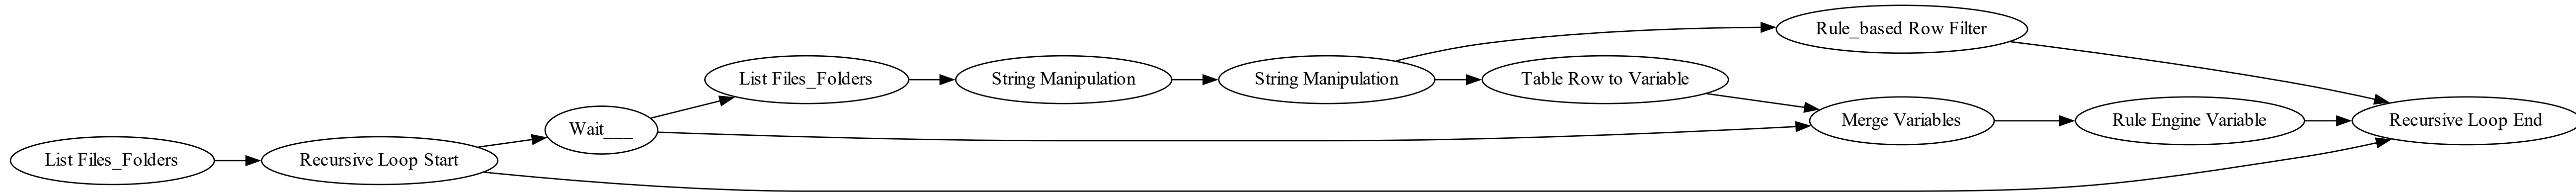 List Files_Folders
Recursive Loop Start
Wait___
List Files_Folders
String Manipulation
String Manipulation
Table Row to Variable
Rule_based Row Filter
Merge Variables
Rule Engine Variable
Recursive Loop End